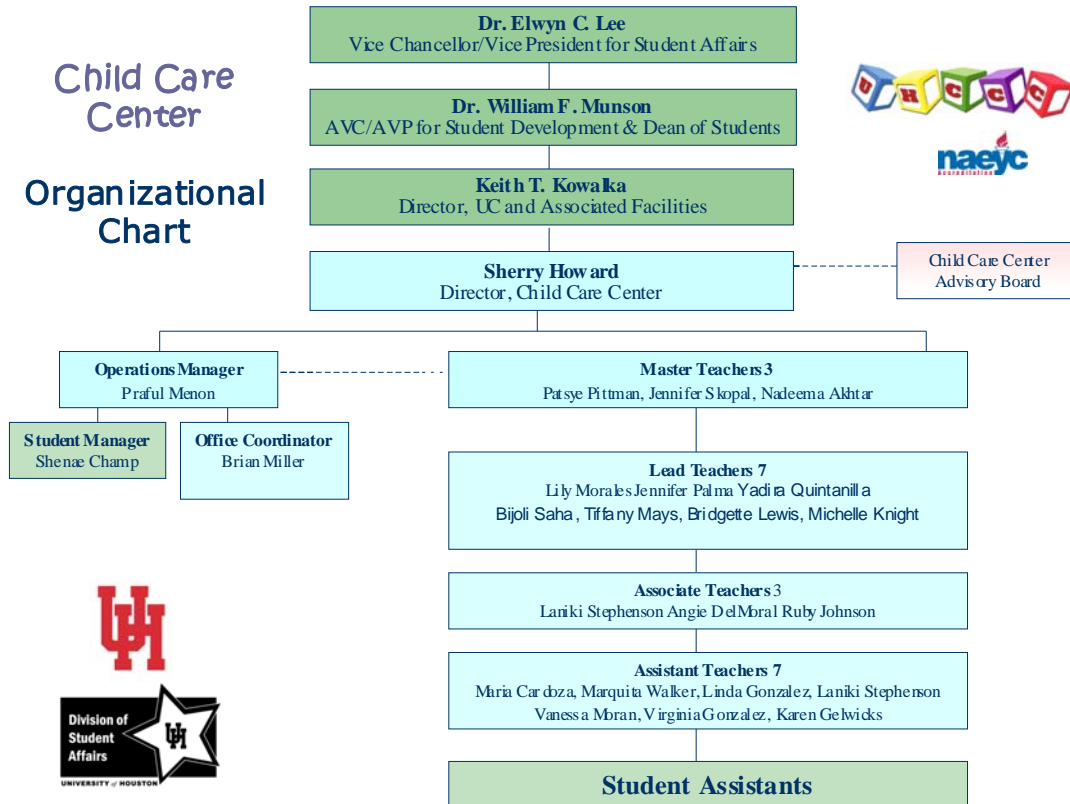 Dr. Elwyn C. Lee
Vice Chancellor/Vice President for Student Affairs
Child Care
Center
Dr. William F. Munson
AVC/AVP for Student Development & Dean of Students
U H C C C
naeyc
Accreditation
Organizational
Chart
Keith T. Kowalka
Director, UC and Associated Facilities
Sherry Howard
Director, Child Care Center
Child Care Center
Advisory Board
Operations Manager
Praful Menon
Master Teachers 3
Patsye Pittman, Jennifer Skopal, Nadeema Akhtar
Student Manager
Shenae Champ
Office Coordinator
Brian Miller
Lead Teachers 7
Lily Morales Jennifer Palma Yadira Quintanilla
Bijoli Saha, Tiffany Mays, Bridgette Lewis, Michelle Knight
Associate Teachers 3
Laniki Stephenson Angie DelMoral Ruby Johnson
Assistant Teachers 7
Maria Cardoza, Marquita Walker, Linda Gonzalez, Laniki Stephenson
Vanessa Moran, Virginia Gonzalez, Karen Gelwicks
Student Assistants
UH
Division of
Student
Affairs
UH
UNIVERSITY of HOUSTON